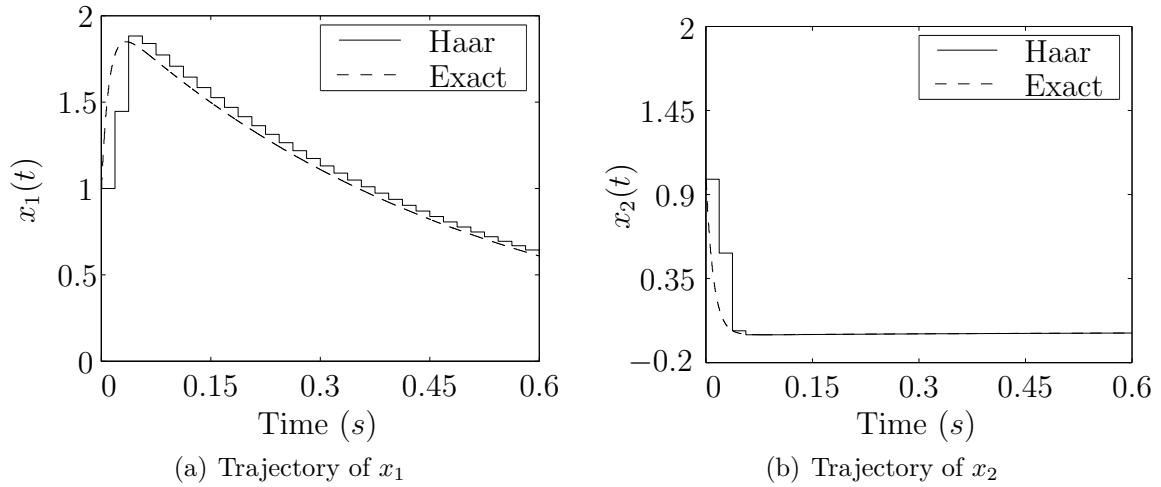 2
1.5
1
0.5
0
x₁(t)
Haar
Exact
0 0.15 0.3 0.45 0.6
Time (s)
(a) Trajectory of x₁
2
1.45
0.9
0.35
−0.2
x₂(t)
Haar
Exact
0 0.15 0.3 0.45 0.6
Time (s)
(b) Trajectory of x₂